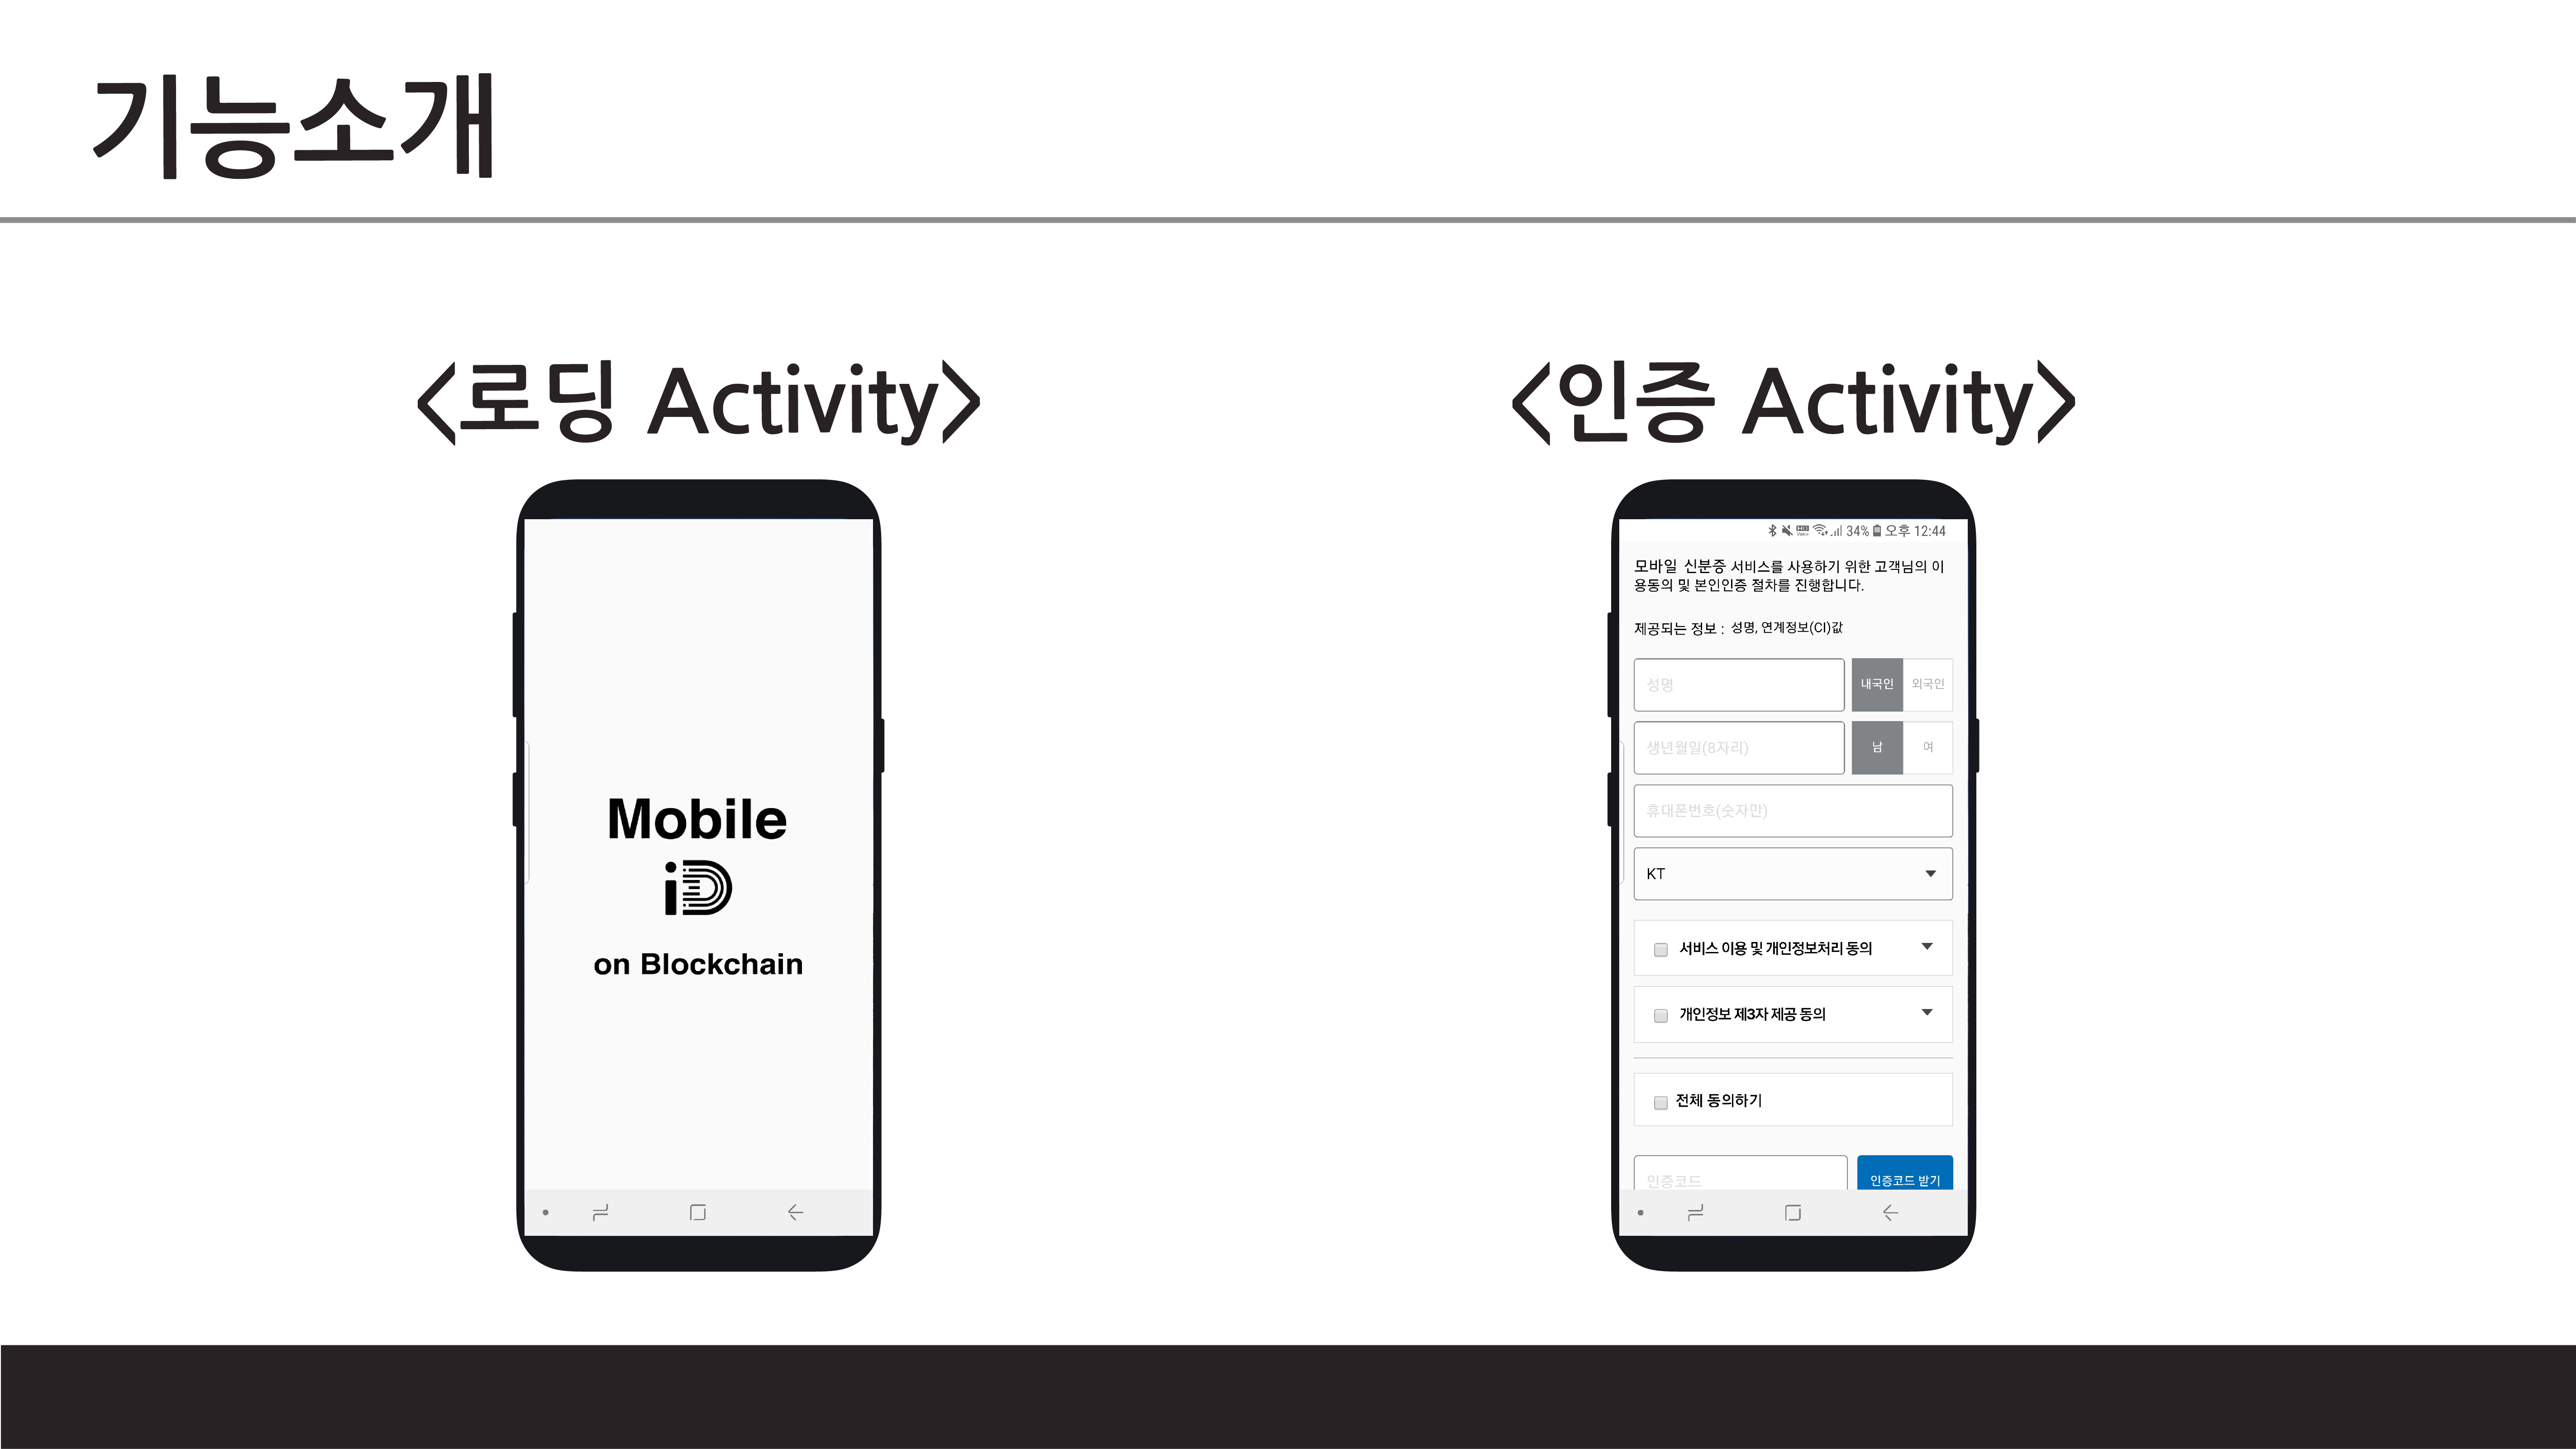 기능소개
<로딩 Activity>
Mobile
iD
on Blockchain
<인증 Activity>
34% 오후 12:44
모바일 신분증 서비스를 사용하기 위한 고객님의 이
용동의 및 본인인증 절차를 진행합니다.
제공되는 정보 : 성명, 연계정보(CI)값
성명 내국인 외국인
생년월일(8자리) 남 여
휴대폰번호(숫자만)
KT
서비스 이용 및 개인정보처리 동의
개인정보 제3자 제공 동의
전체 동의하기
인증코드 인증코드 받기